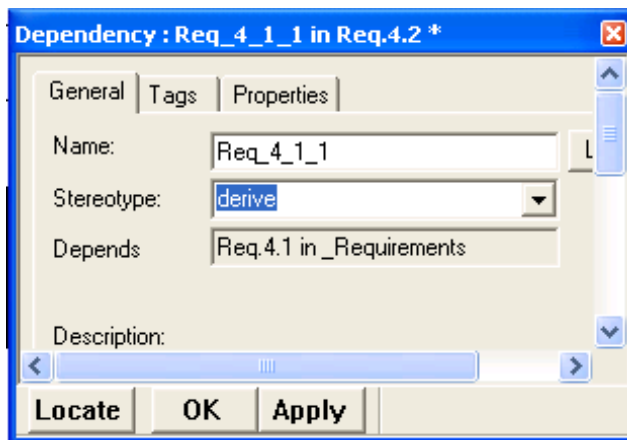 Dependency : Req_4_1_1 in Req.4.2 *
General Tags Properties
Name: Req_4_1_1 L
Stereotype: derive
Depends Req.4.1 in _Requirements
Description:
Locate OK Apply